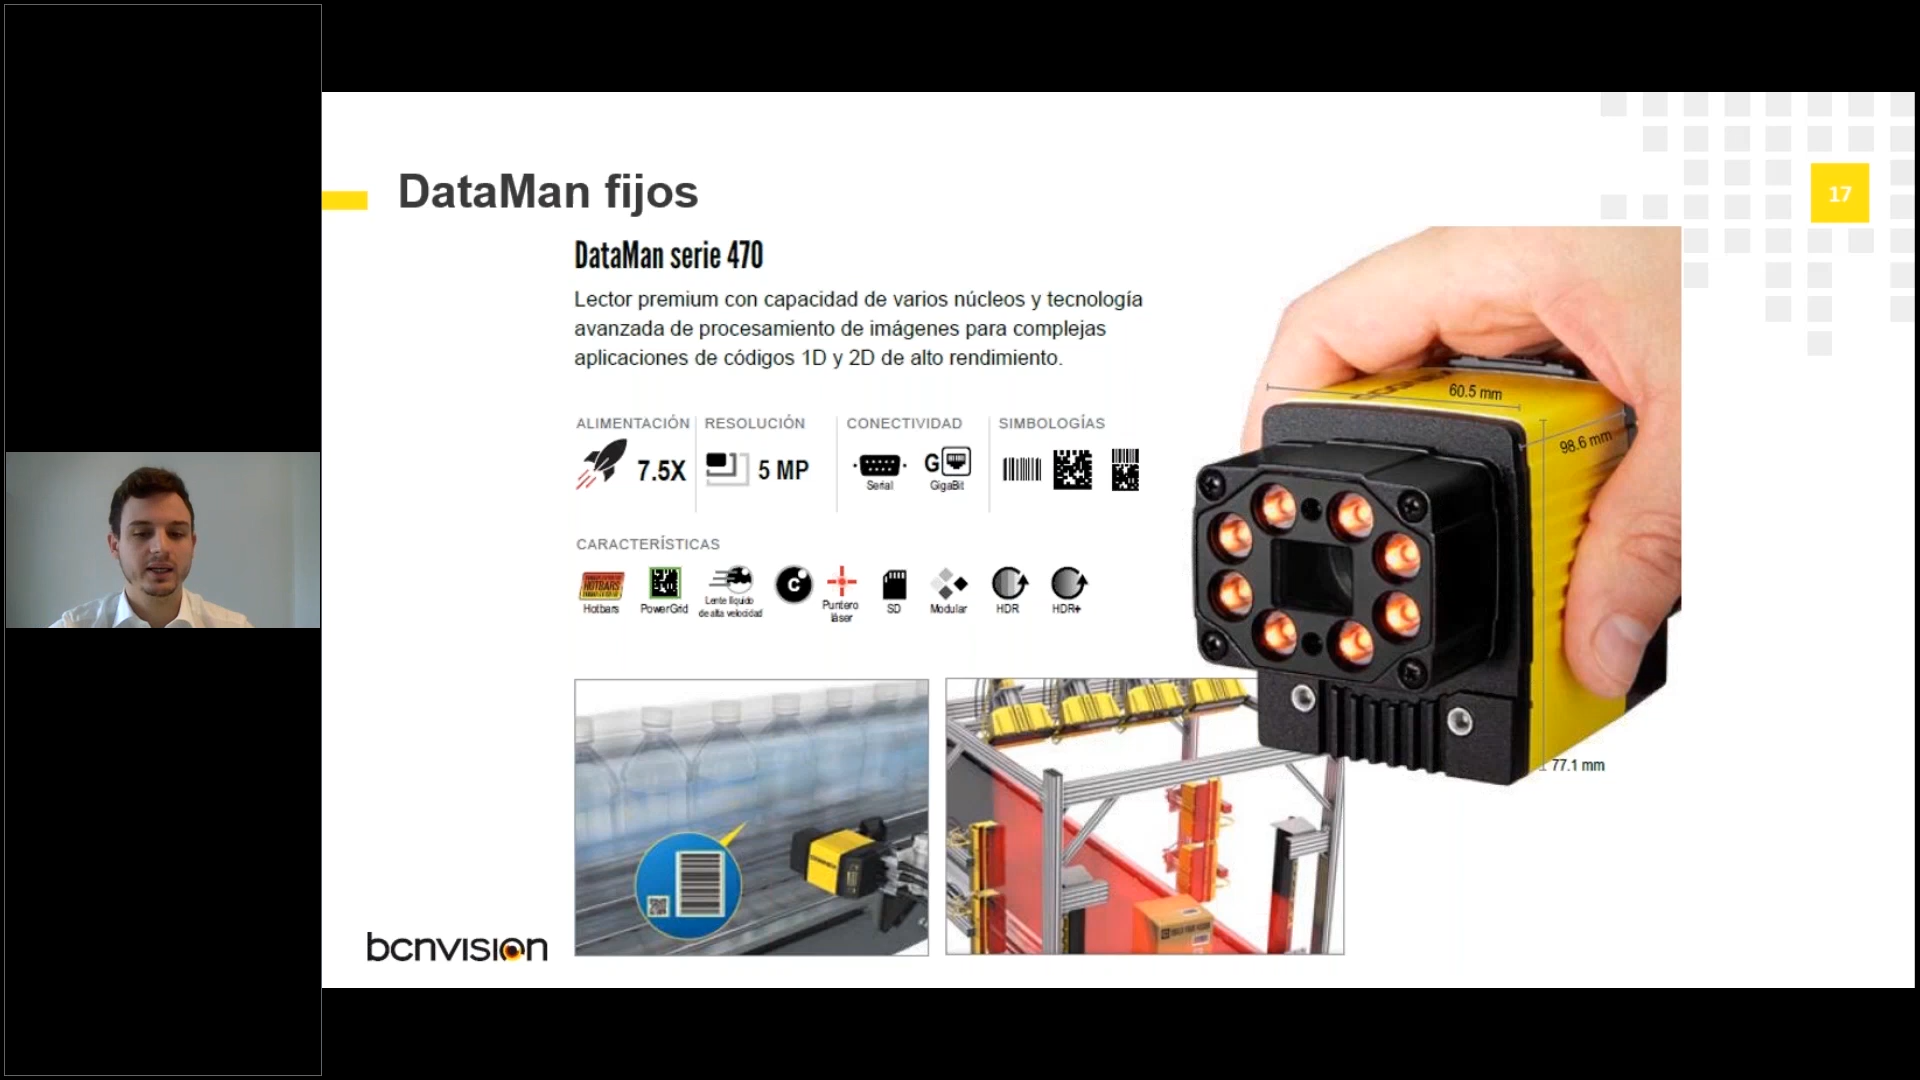 DataMan fijos
17
DataMan serie 470
Lector premium con capacidad de varios núcleos y tecnología
avanzada de procesamiento de imágenes para complejas
aplicaciones de códigos 1D y 2D de alto rendimiento.
ALIMENTACIÓN
RESOLUCIÓN
CONECTIVIDAD
SIMBOLOGÍAS
7.5X
5 MP
Serial
G
GigaBit
CARACTERÍSTICAS
HOTBARS
Hotbars
PowerGrid
Lente líquido
de alta velocidad
C
Puntero
láser
SD
Modular
HDR
HDR+
60.5 mm
98.6 mm
77.1 mm
COGNEX
bcnvision